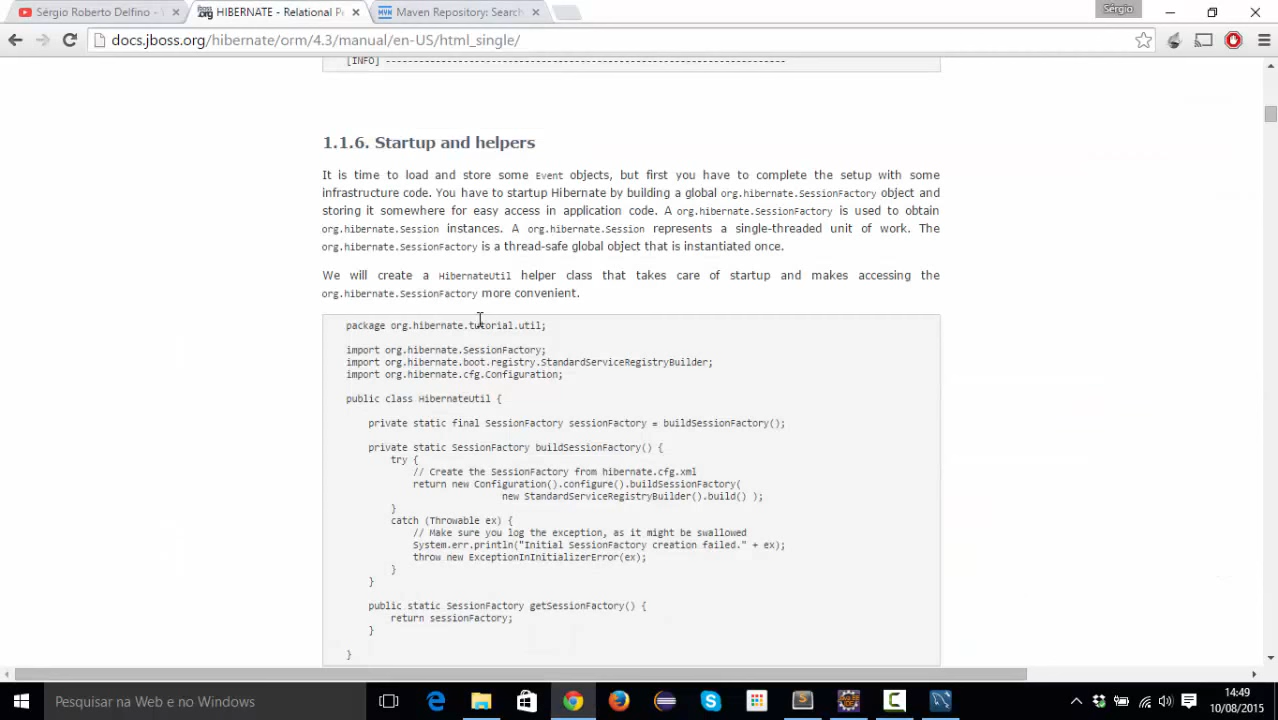 Sérgio Roberto Delfino -
HIBERNATE - Relational Pe
Maven Repository: Search
Sérgio
docs.jboss.org/hibernate/orm/4.3/manual/en-US/html_single/
[INFO] ------------------------------------------------------------------------
1.1.6. Startup and helpers
It is time to load and store some Event objects, but first you have to complete the setup with some
infrastructure code. You have to startup Hibernate by building a global org.hibernate.SessionFactory object and
storing it somewhere for easy access in application code. A org.hibernate.SessionFactory is used to obtain
org.hibernate.Session instances. A org.hibernate.Session represents a single-threaded unit of work. The
org.hibernate.SessionFactory is a thread-safe global object that is instantiated once.
We will create a HibernateUtil helper class that takes care of startup and makes accessing the
org.hibernate.SessionFactory more convenient.
package org.hibernate.tutorial.util;
import org.hibernate.SessionFactory;
import org.hibernate.boot.registry.StandardServiceRegistryBuilder;
import org.hibernate.cfg.Configuration;
public class HibernateUtil {
private static final SessionFactory sessionFactory = buildSessionFactory();
private static SessionFactory buildSessionFactory() {
try {
// Create the SessionFactory from hibernate.cfg.xml
return new Configuration().configure().buildSessionFactory(
new StandardServiceRegistryBuilder().build() );
}
catch (Throwable ex) {
// Make sure you log the exception, as it might be swallowed
System.err.println("Initial SessionFactory creation failed." + ex);
throw new ExceptionInInitializerError(ex);
}
}
public static SessionFactory getSessionFactory() {
return sessionFactory;
}
}
Pesquisar na Web e no Windows
14:49
10/08/2015